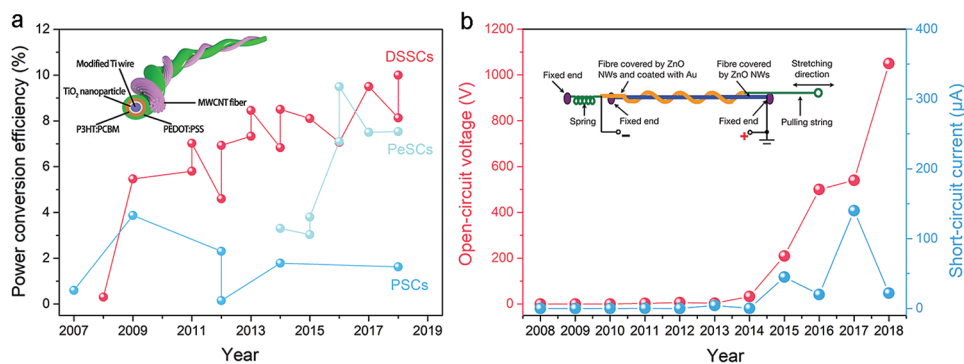 a
Power conversion efficiency (%)
12
10
8
6
4
2
0
2007
2009
2011
2013
2015
2017
2019
Year
Modified Ti wire
TiO2 nanoparticle
P3HT:PCBM
PEDOT:PSS
MWCNT fiber
DSSCs
PeSCs
PSCs
b
Open-circuit voltage (V)
1200
1000
800
600
400
200
0
2008
2009
2010
2011
2012
2013
2014
2015
2016
2017
2018
Year
Short-circuit current (μA)
400
300
200
100
0
Fixed end
Spring
Fibre covered by ZnO
NWs and coated with Au
Fixed end
Fibre covered by
ZnO NWs
Fixed end
Stretching
direction
Pulling string
−
+